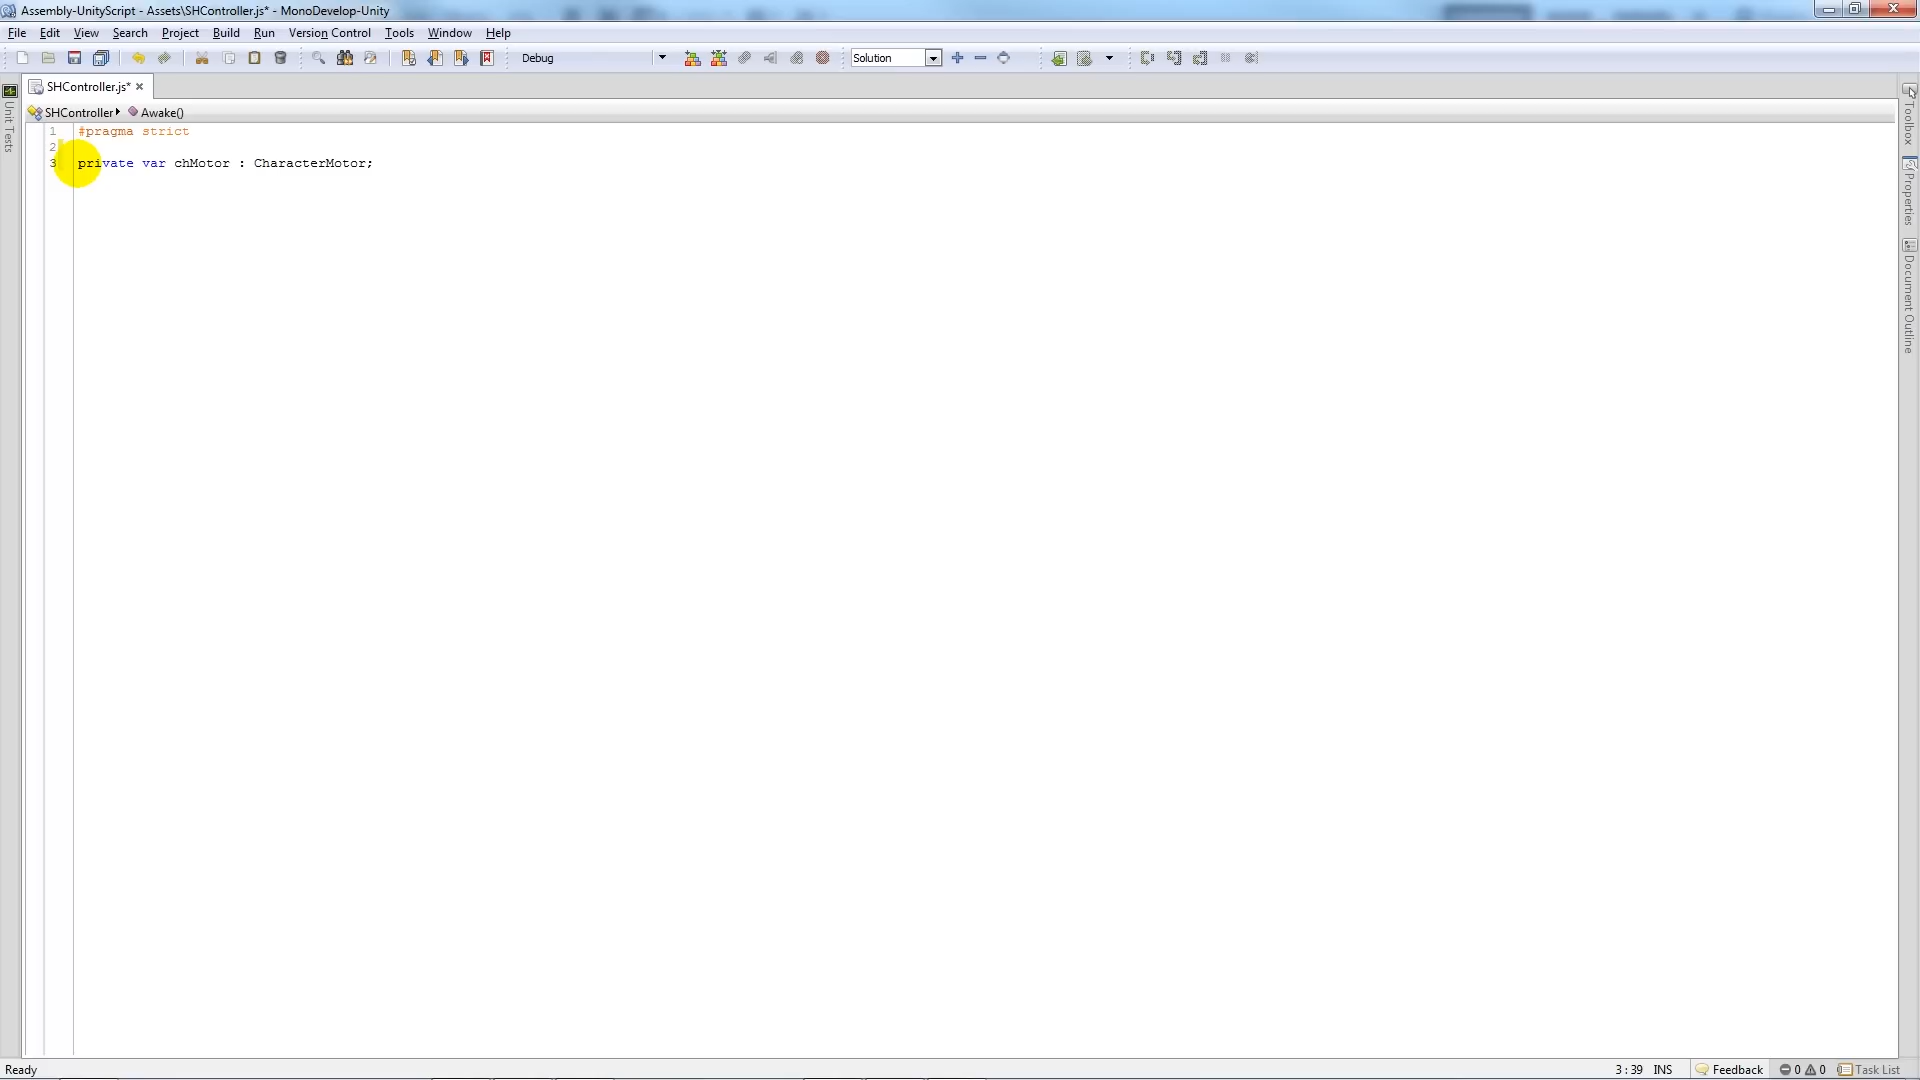 Assembly-UnityScript - Assets\SHController.js* - MonoDevelop-Unity
File Edit View Search Project Build Run Version Control Tools Window Help
Debug Solution
SHController.js*
SHController Awake()
1 #pragma strict
2
3 private var chMotor : CharacterMotor;
Unit Tests
Toolbox
Properties
Document Outline
Ready 3 : 39 INS Feedback 0 0 Task List